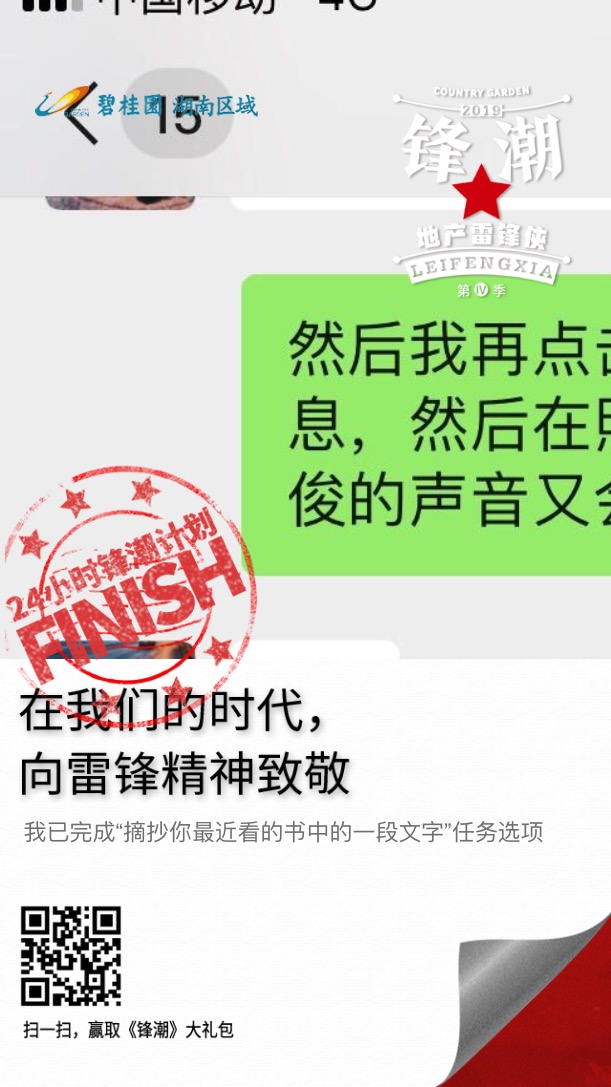 中国移动 4G
碧桂园 湖南区域
15
COUNTRY GARDEN
2019
锋潮
地产雷锋侠
LEIFENGXIA
第Ⅳ季
然后我再点击
息，然后在照
俊的声音又会
24小时锋潮计划
FINISH
在我们的时代，
向雷锋精神致敬
我已完成“摘抄你最近看的书中的一段文字”任务选项
扫一扫，赢取《锋潮》大礼包